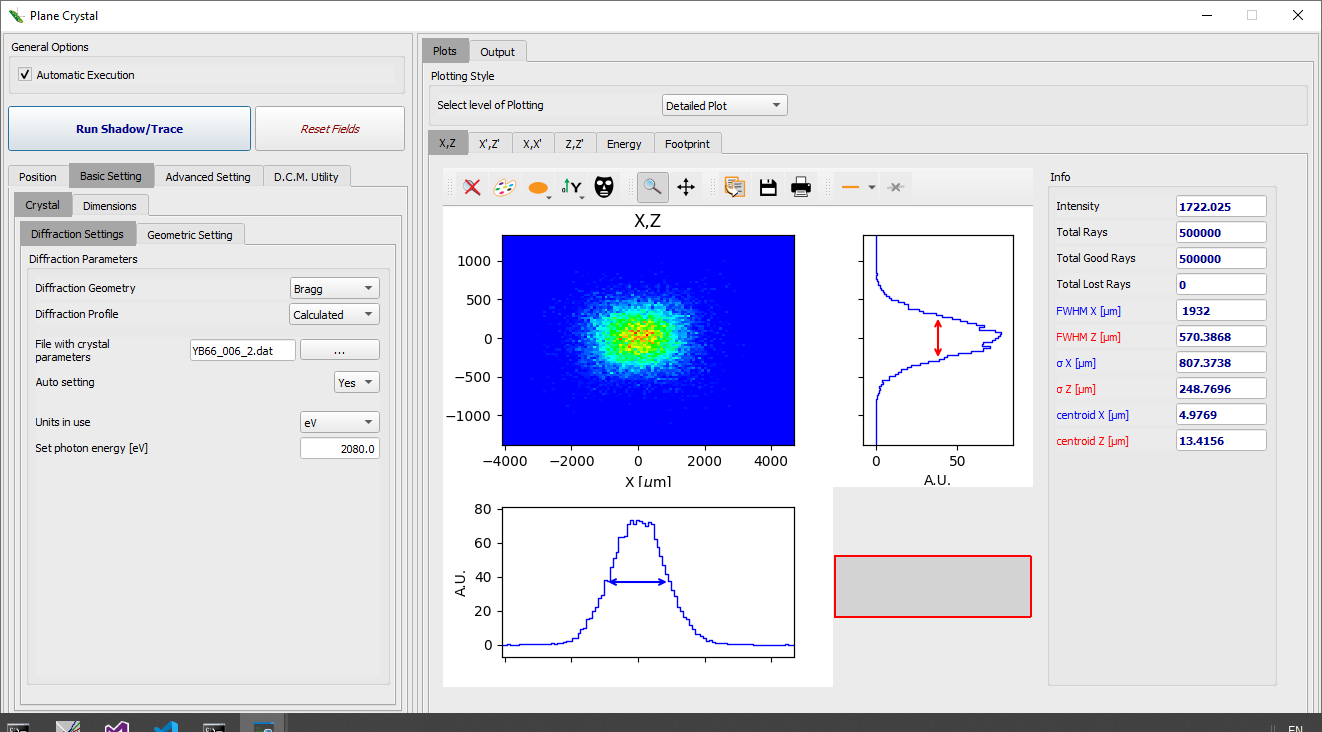 Plane Crystal
General Options
Automatic Execution
Run Shadow/Trace
Reset Fields
Position
Basic Setting
Advanced Setting
D.C.M. Utility
Crystal
Dimensions
Diffraction Settings
Geometric Setting
Diffraction Parameters
Diffraction Geometry
Bragg
Diffraction Profile
Calculated
File with crystal
parameters
YB66_006_2.dat
...
Auto setting
Yes
Units in use
eV
Set photon energy [eV]
2080.0
Plots
Output
Plotting Style
Select level of Plotting
Detailed Plot
X,Z
X',Z'
X,X'
Z,Z'
Energy
Footprint
Y
X,Z
1000
500
0
−500
−1000
−4000
−2000
0
2000
4000
X [μm]
0
50
A.U.
80
60
40
20
0
A.U.
Info
Intensity
1722.025
Total Rays
500000
Total Good Rays
500000
Total Lost Rays
0
FWHM X [μm]
1932
FWHM Z [μm]
570.3868
σ X [μm]
807.3738
σ Z [μm]
248.7696
centroid X [μm]
4.9769
centroid Z [μm]
13.4156
EN